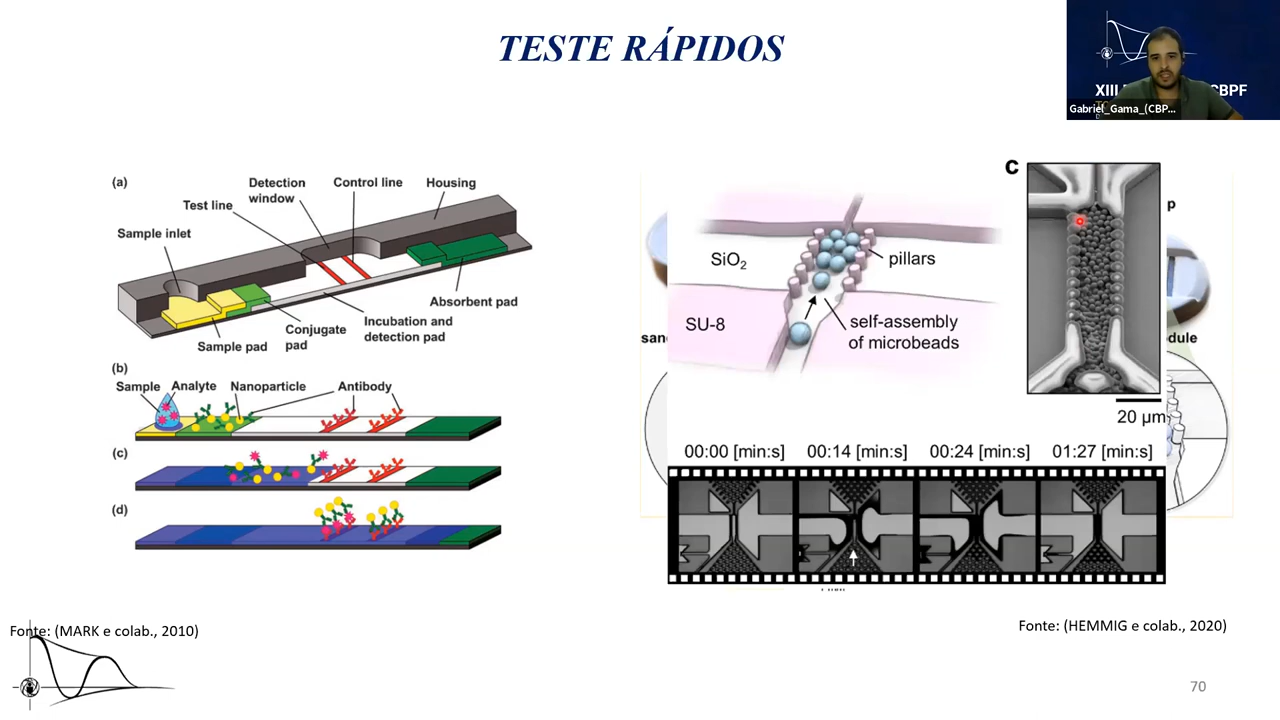 TESTE RÁPIDOS
XIII
CBPF
Gabriel_Gama_(CBP...
(a)
Detection
window
Control line
Housing
Test line
Sample inlet
Absorbent pad
Incubation and
detection pad
Conjugate
pad
Sample pad
(b)
Sample
Analyte
Nanoparticle
Antibody
(c)
(d)
Fonte: (MARK e colab., 2010)
C
p
SiO2
pillars
SU-8
self-assembly
of microbeads
san
dule
20 µm
00:00 [min:s]
00:14 [min:s]
00:24 [min:s]
01:27 [min:s]
Fonte: (HEMMIG e colab., 2020)
70